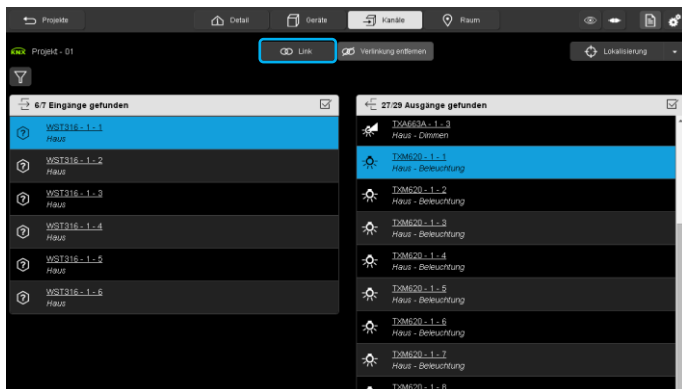 Projekte
Detail
Geräte
Kanäle
Raum
KNX Projekt - 01
Link
Verlinkung entfernen
Lokalisierung
6/7 Eingänge gefunden
WST316 - 1 - 1
Haus
WST316 - 1 - 2
Haus
WST316 - 1 - 3
Haus
WST316 - 1 - 4
Haus
WST316 - 1 - 5
Haus
WST316 - 1 - 6
Haus
27/29 Ausgänge gefunden
TXA663A - 1 - 3
Haus - Dimmen
TXM620 - 1 - 1
Haus - Beleuchtung
TXM620 - 1 - 2
Haus - Beleuchtung
TXM620 - 1 - 3
Haus - Beleuchtung
TXM620 - 1 - 4
Haus - Beleuchtung
TXM620 - 1 - 5
Haus - Beleuchtung
TXM620 - 1 - 6
Haus - Beleuchtung
TXM620 - 1 - 7
Haus - Beleuchtung
TXM620 - 1 - 8